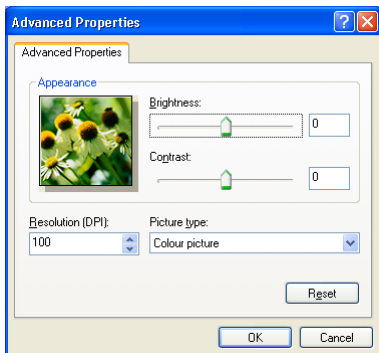 Advanced Properties
Advanced Properties
Appearance
Brightness:
0
Contrast:
0
Resolution (DPI):
Picture type:
100
Colour picture
Reset
OK
Cancel